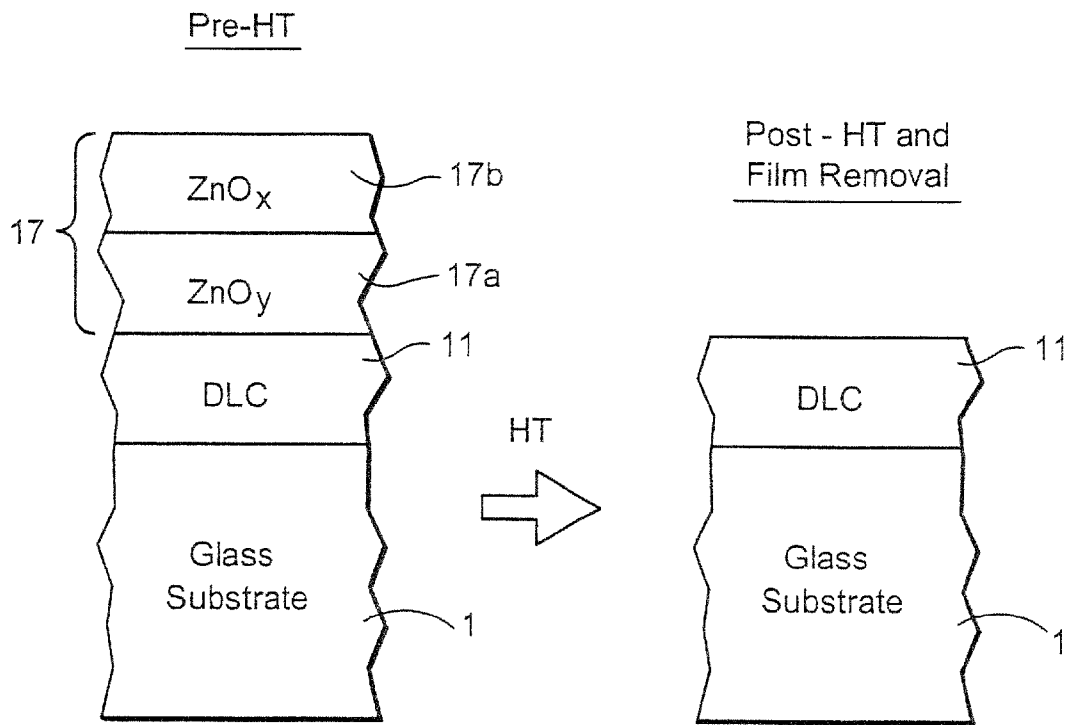 Pre-HT
ZnOx
17b
17
ZnOy
17a
11
DLC
Glass
Substrate
1
HT
Post - HT and
Film Removal
11
DLC
Glass
Substrate
1